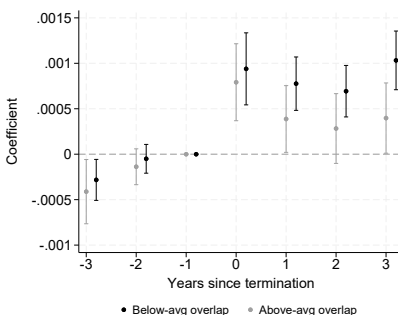 .0015
.001
.0005
0
-.0005
-.001
Coefficient
-3 -2 -1 0 1 2 3
Years since termination
Below-avg overlap Above-avg overlap